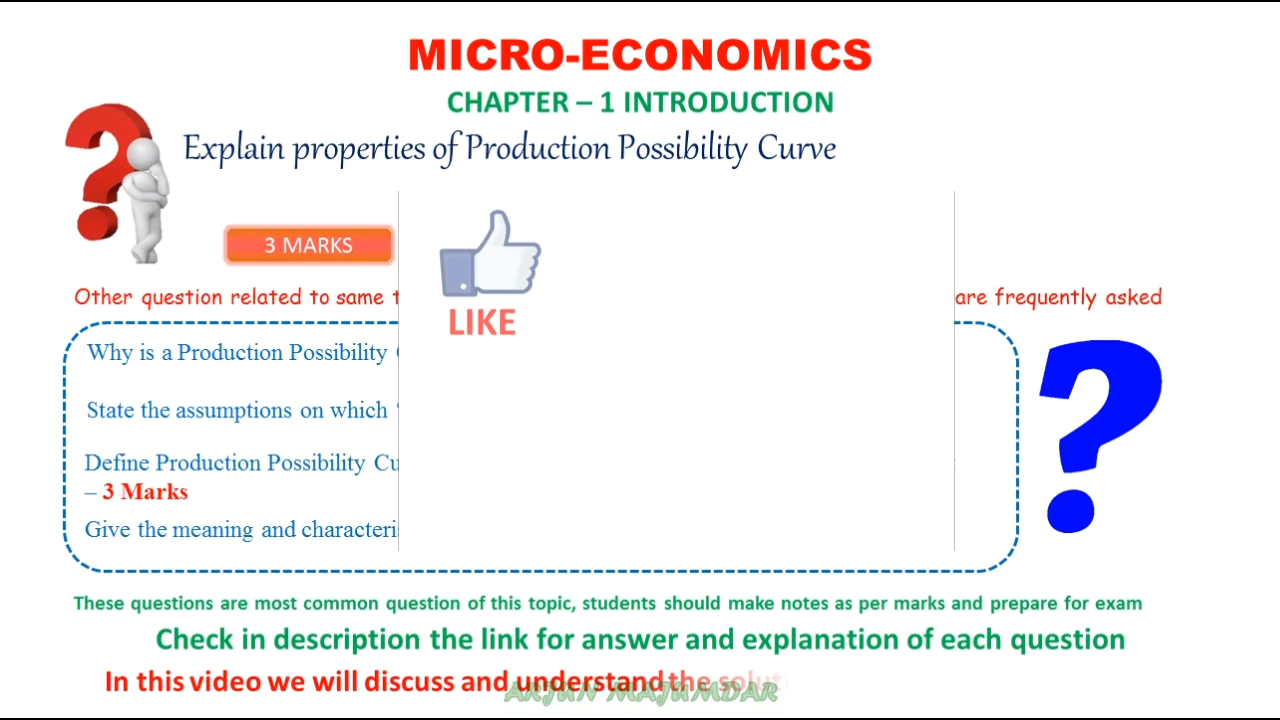 MICRO-ECONOMICS
CHAPTER – 1 INTRODUCTION
Explain properties of Production Possibility Curve
3 MARKS
LIKE
Other question related to same
are frequently asked
Why is a Production Possibility
State the assumptions on which
Define Production Possibility
– 3 Marks
Give the meaning and
These questions are most common question of this topic, students should make notes as per marks and prepare for exam
Check in description the link for answer and explanation of each question
In this video we will discuss and understand the
ARJUN MAJUMDAR